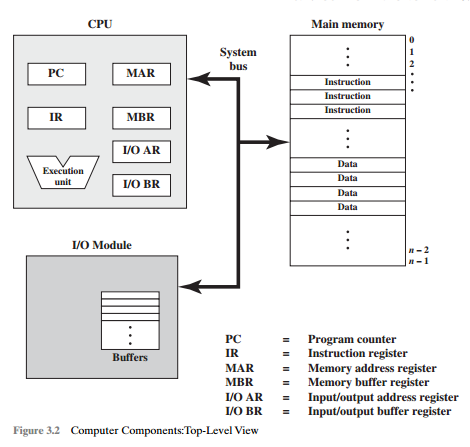 CPU
Main memory
System
bus
PC
MAR
IR
MBR
I/O AR
Execution
unit
I/O BR
0
1
2
Instruction
Instruction
Instruction
Data
Data
Data
Data
n – 2
n – 1
I/O Module
Buffers
PC = Program counter
IR = Instruction register
MAR = Memory address register
MBR = Memory buffer register
I/O AR = Input/output address register
I/O BR = Input/output buffer register
Figure 3.2 Computer Components:Top-Level View